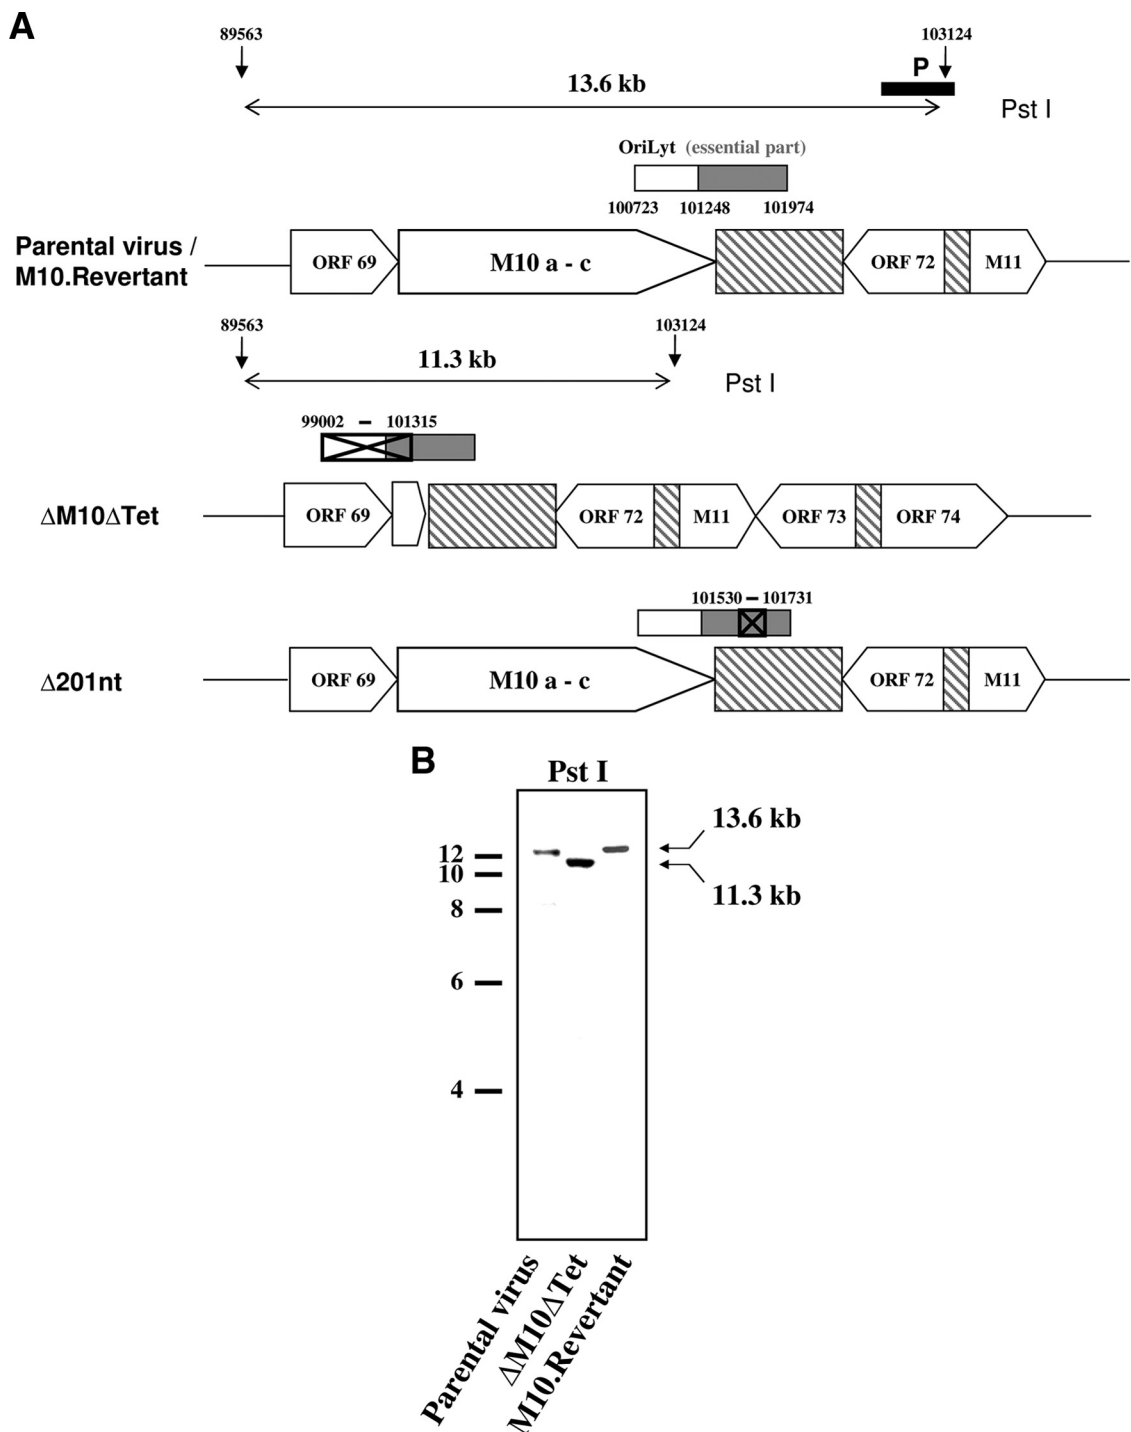 A
89563 103124
P
13.6 kb
Pst I
OriLyt (essential part)
100723 101248 101974
Parental virus /
M10.Revertant
ORF 69 M10 a - c ORF 72 M11
89563 103124
11.3 kb
Pst I
99002 – 101315
ΔM10ΔTet
ORF 69 ORF 72 M11 ORF 73 ORF 74
101530 – 101731
Δ201nt
ORF 69 M10 a - c ORF 72 M11
B
Pst I
13.6 kb
12
10
11.3 kb
8
6
4
Parental virus
ΔM10ΔTet
M10.Revertant